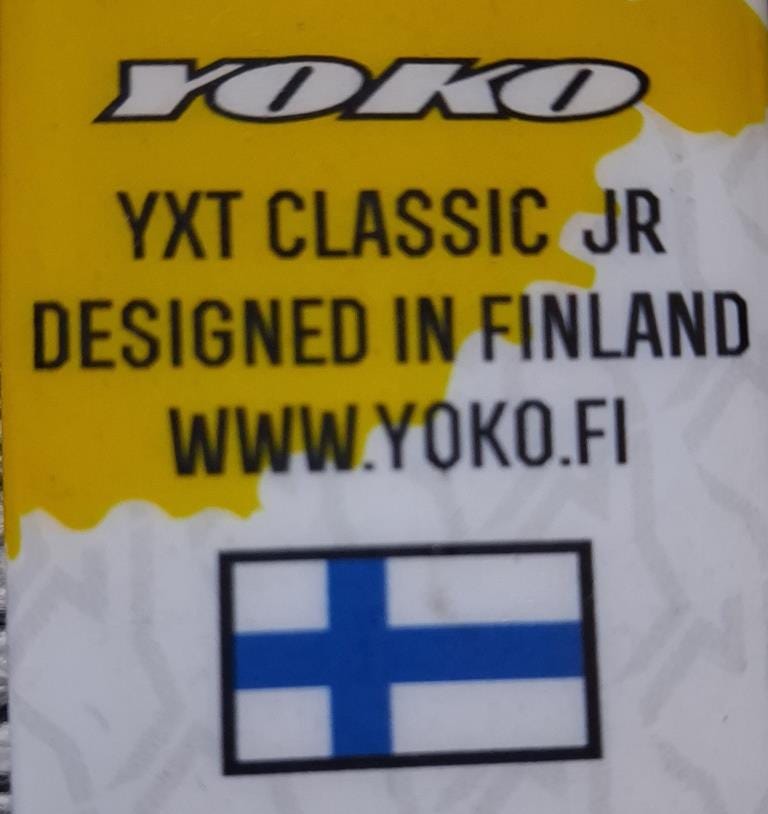 YOKO
YXT CLASSIC JR
DESIGNED IN FINLAND
WWW.YOKO.FI